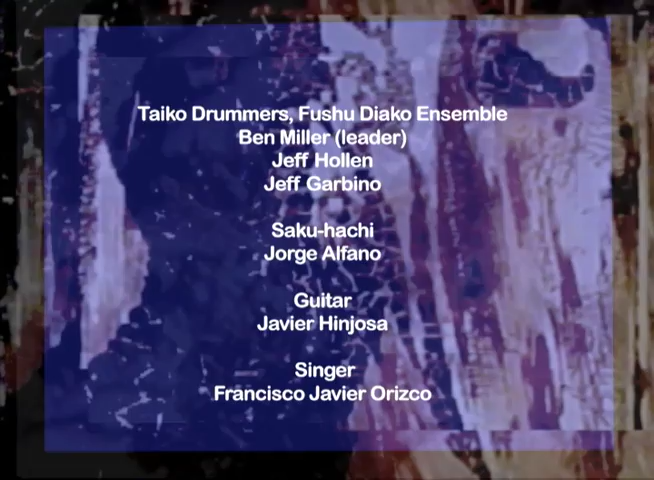 Taiko Drummers, Fushu Diako Ensemble
Ben Miller (leader)
Jeff Hollen
Jeff Garbino
Saku-hachi
Jorge Alfano
Guitar
Javier Hinjosa
Singer
Francisco Javier Orizco